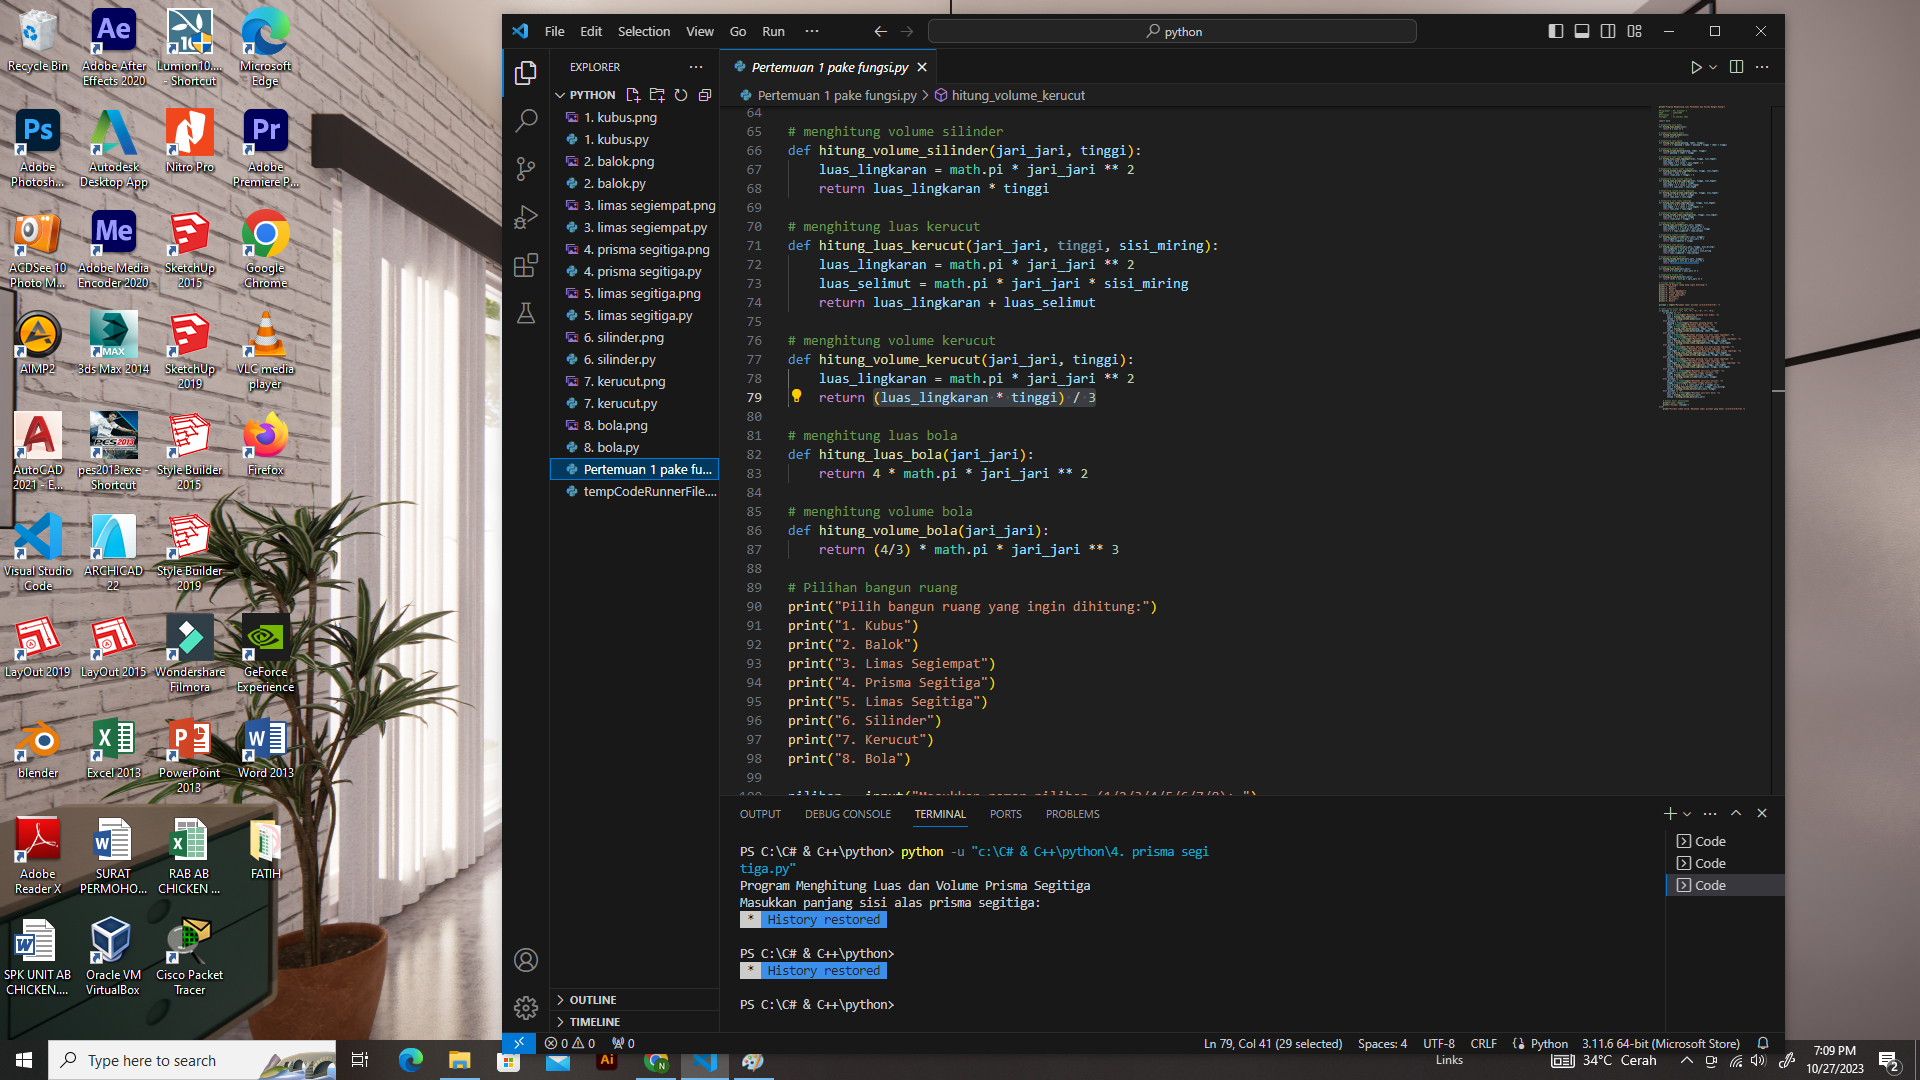 Recycle Bin
Adobe After Effects 2020
Lumion10.... - Shortcut
Microsoft Edge
Adobe Photosh...
Autodesk Desktop App
Nitro Pro
Adobe Premiere P...
ACDSee 10 Photo M...
Adobe Media Encoder 2020
SketchUp 2015
Google Chrome
AIMP2
3ds Max 2014
SketchUp 2019
VLC media player
AutoCAD 2021 - E...
pes2013.exe - Shortcut
Style Builder 2015
Firefox
Visual Studio Code
ARCHICAD 22
Style Builder 2019
LayOut 2019
LayOut 2015
Wondershare Filmora
GeForce Experience
blender
Excel 2013
PowerPoint 2013
Word 2013
Adobe Reader X
SURAT PERMOHO...
RAB AB CHICKEN ...
FATIH
SPK UNIT AB CHICKEN....
Oracle VM VirtualBox
Cisco Packet Tracer
File Edit Selection View Go Run ···
python
EXPLORER
PYTHON
1. kubus.png
1. kubus.py
2. balok.png
2. balok.py
3. limas segiempat.png
3. limas segiempat.py
4. prisma segitiga.png
4. prisma segitiga.py
5. limas segitiga.png
5. limas segitiga.py
6. silinder.png
6. silinder.py
7. kerucut.png
7. kerucut.py
8. bola.png
8. bola.py
Pertemuan 1 pake fu...
tempCodeRunnerFile....
OUTLINE
TIMELINE
Pertemuan 1 pake fungsi.py
Pertemuan 1 pake fungsi.py > hitung_volume_kerucut
64
65 # menghitung volume silinder
66 def hitung_volume_silinder(jari_jari, tinggi):
67 luas_lingkaran = math.pi * jari_jari ** 2
68 return luas_lingkaran * tinggi
69
70 # menghitung luas kerucut
71 def hitung_luas_kerucut(jari_jari, tinggi, sisi_miring):
72 luas_lingkaran = math.pi * jari_jari ** 2
73 luas_selimut = math.pi * jari_jari * sisi_miring
74 return luas_lingkaran + luas_selimut
75
76 # menghitung volume kerucut
77 def hitung_volume_kerucut(jari_jari, tinggi):
78 luas_lingkaran = math.pi * jari_jari ** 2
79 return (luas_lingkaran * tinggi) / 3
80
81 # menghitung luas bola
82 def hitung_luas_bola(jari_jari):
83 return 4 * math.pi * jari_jari ** 2
84
85 # menghitung volume bola
86 def hitung_volume_bola(jari_jari):
87 return (4/3) * math.pi * jari_jari ** 3
88
89 # Pilihan bangun ruang
90 print("Pilih bangun ruang yang ingin dihitung:")
91 print("1. Kubus")
92 print("2. Balok")
93 print("3. Limas Segiempat")
94 print("4. Prisma Segitiga")
95 print("5. Limas Segitiga")
96 print("6. Silinder")
97 print("7. Kerucut")
98 print("8. Bola")
99
OUTPUT DEBUG CONSOLE TERMINAL PORTS PROBLEMS
PS C:\C# & C++\python> python -u "c:\C# & C++\python\4. prisma segi
tiga.py"
Program Menghitung Luas dan Volume Prisma Segitiga
Masukkan panjang sisi alas prisma segitiga:
* History restored
PS C:\C# & C++\python>
* History restored
PS C:\C# & C++\python>
Code
Code
Code
0 0 0
Ln 79, Col 41 (29 selected) Spaces: 4 UTF-8 CRLF Python 3.11.6 64-bit (Microsoft Store)
Type here to search
Links
34°C Cerah
7:09 PM
10/27/2023
2